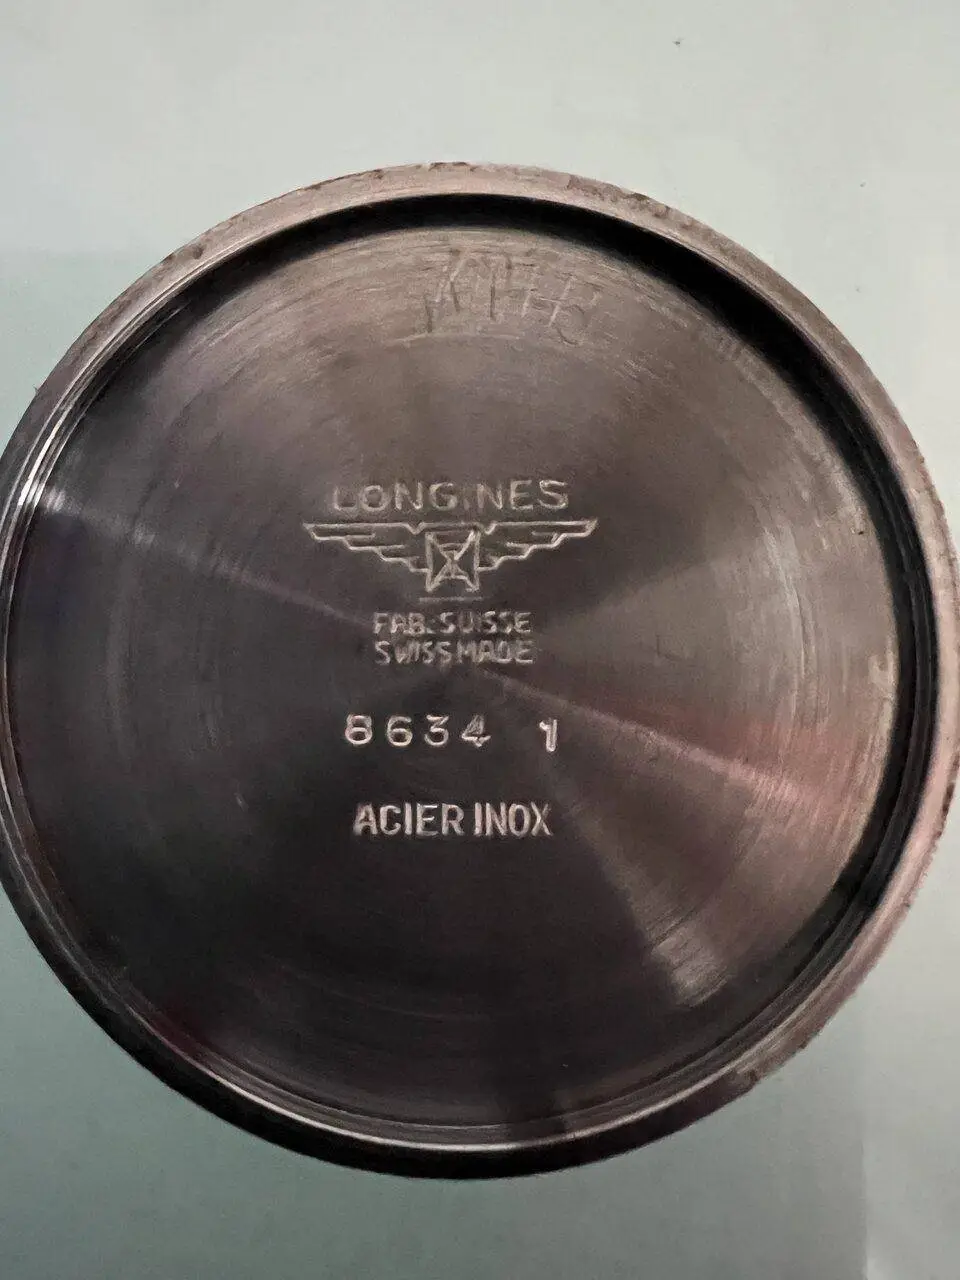 LONGINES
FAB. SUISSE
SWISS MADE
8634 1
ACIER INOX